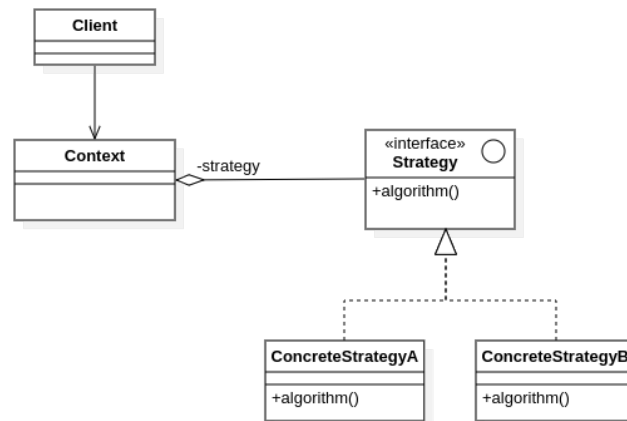 Client
Context
-strategy
«interface»
Strategy
+algorithm()
ConcreteStrategyA
+algorithm()
ConcreteStrategyB
+algorithm()